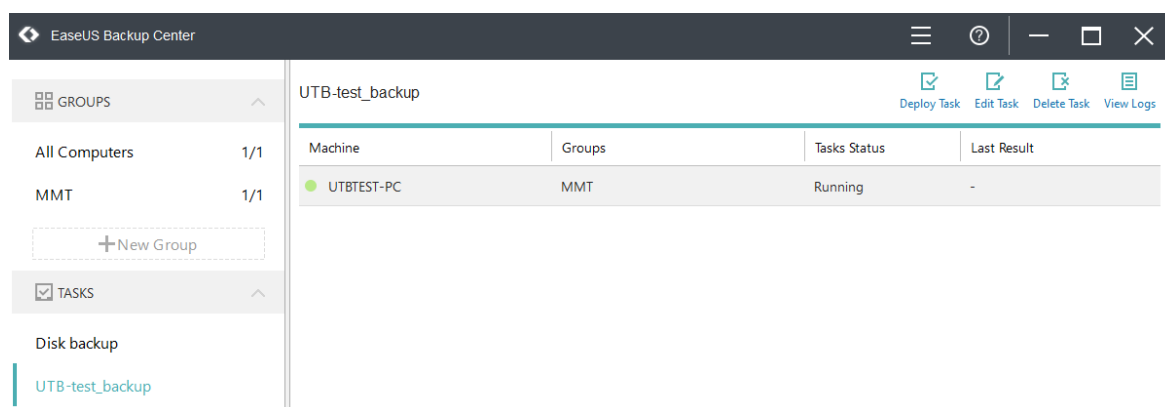 EaseUS Backup Center
GROUPS
All Computers 1/1
MMT 1/1
New Group
TASKS
Disk backup
UTB-test_backup
UTB-test_backup
Deploy Task Edit Task Delete Task View Logs
Machine Groups Tasks Status Last Result
UTBTEST-PC MMT Running -